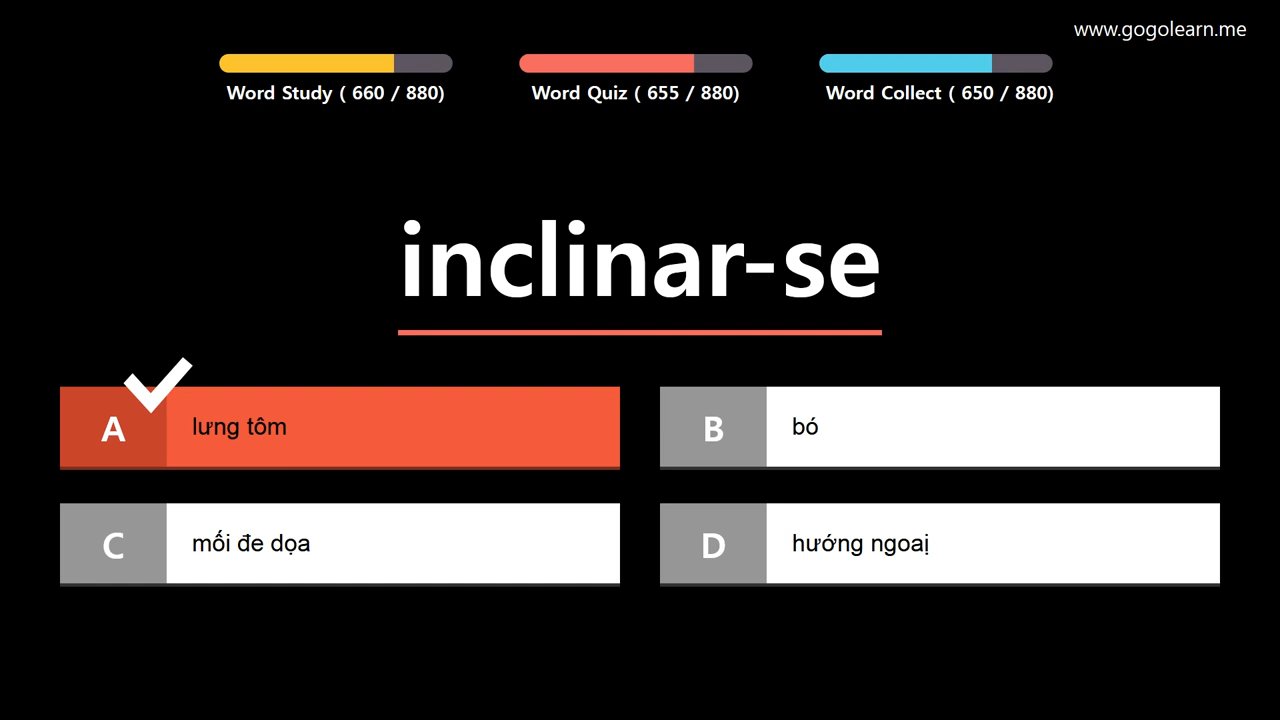 www.gogolearn.me
Word Study ( 660 / 880)
Word Quiz ( 655 / 880)
Word Collect ( 650 / 880)
inclinar-se
A lưng tôm
B bó
C mối đe dọa
D hướng ngoaị